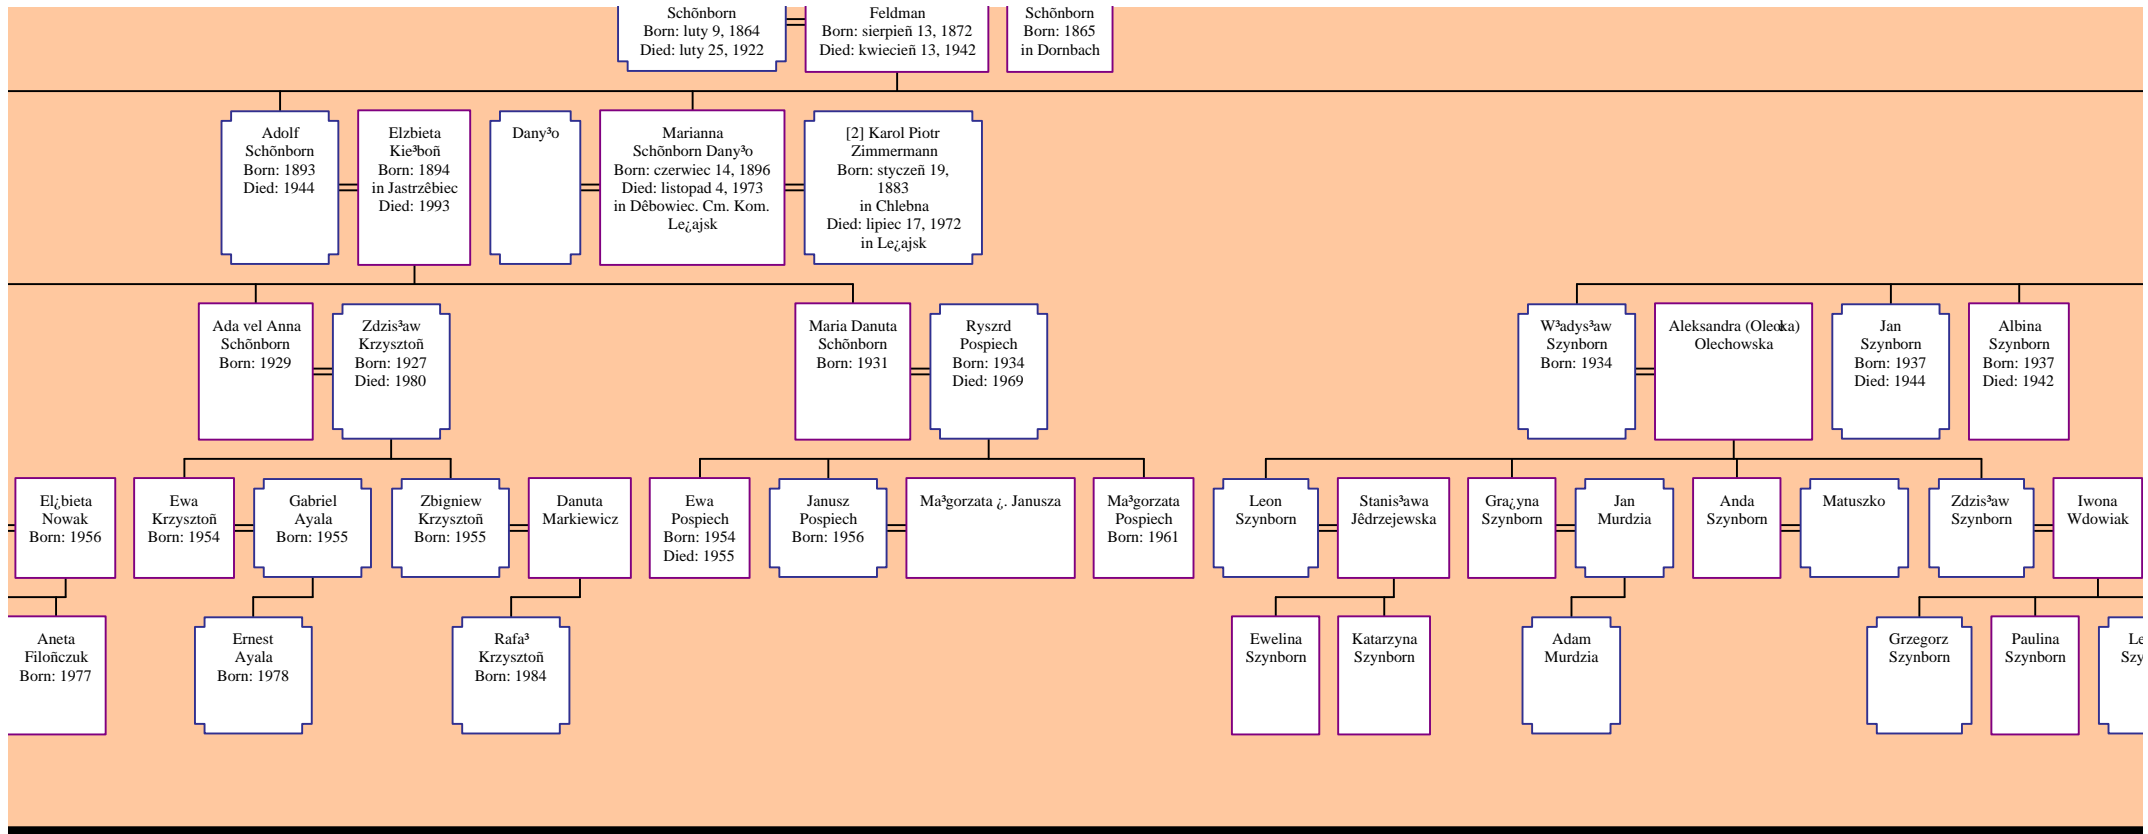 Schõnborn
Born: luty 9, 1864
Died: luty 25, 1922
Feldman
Born: sierpieñ 13, 1872
Died: kwiecieñ 13, 1942
Schõnborn
Born: 1865
in Dornbach
Adolf
Schõnborn
Born: 1893
Died: 1944
Elzbieta
Kie³boñ
Born: 1894
in Jastrzêbiec
Died: 1993
Dany³o
Marianna
Schõnborn Dany³o
Born: czerwiec 14, 1896
Died: listopad 4, 1973
in Dêbowiec. Cm. Kom.
Le¿ajsk
[2] Karol Piotr
Zimmermann
Born: styczeñ 19,
1883
in Chlebna
Died: lipiec 17, 1972
in Le¿ajsk
Ada vel Anna
Schõnborn
Born: 1929
Zdzis³aw
Krzysztoñ
Born: 1927
Died: 1980
Maria Danuta
Schõnborn
Born: 1931
Ryszrd
Pospiech
Born: 1934
Died: 1969
W³adys³aw
Szynborn
Born: 1934
Aleksandra
Olechowska
Jan
Szynborn
Born: 1937
Died: 1944
Albina
Szynborn
Born: 1937
Died: 1942
El¿bieta
Nowak
Born: 1956
Ewa
Krzysztoñ
Born: 1954
Gabriel
Ayala
Born: 1955
Zbigniew
Krzysztoñ
Born: 1955
Danuta
Markiewicz
Ewa
Pospiech
Born: 1954
Died: 1955
Janusz
Pospiech
Born: 1956
Ma³gorzata ¿. Janusza
Ma³gorzata
Pospiech
Born: 1961
Leon
Szynborn
Stanis³awa
Jêdrzejewska
Gra¿yna
Szynborn
Jan
Murdzia
Anda
Szynborn
Matuszko
Zdzis³aw
Szynborn
Iwona
Wdowiak
Aneta
Filoñczuk
Born: 1977
Ernest
Ayala
Born: 1978
Rafa³
Krzysztoñ
Born: 1984
Ewelina
Szynborn
Katarzyna
Szynborn
Adam
Murdzia
Grzegorz
Szynborn
Paulina
Szynborn
Le
Szy